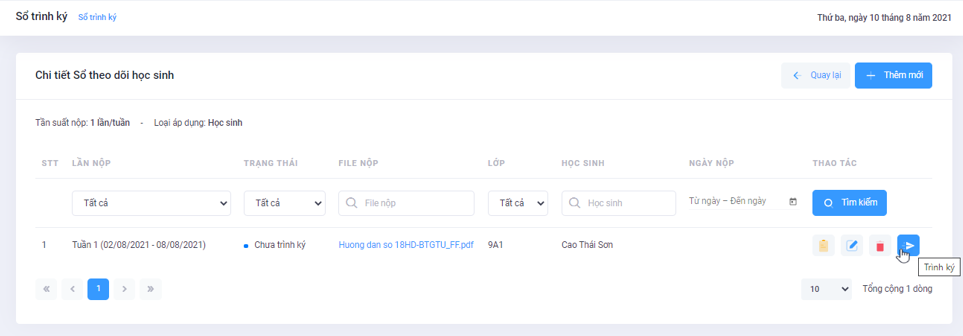 Sổ trình ký Sổ trình ký Thứ ba, ngày 10 tháng 8 năm 2021
Chi tiết Sổ theo dõi học sinh Quay lại Thêm mới
Tần suất nộp: 1 lần/tuần - Loại áp dụng: Học sinh
STT LẦN NỘP TRẠNG THÁI FILE NỘP LỚP HỌC SINH NGÀY NỘP THAO TÁC
Tất cả Tất cả File nộp Tất cả Học sinh Từ ngày – Đến ngày Tìm kiếm
1 Tuần 1 (02/08/2021 - 08/08/2021) Chưa trình ký Huong dan so 18HD-BTGTU_FF.pdf 9A1 Cao Thái Sơn
Trình ký
1 10 Tổng cộng 1 dòng